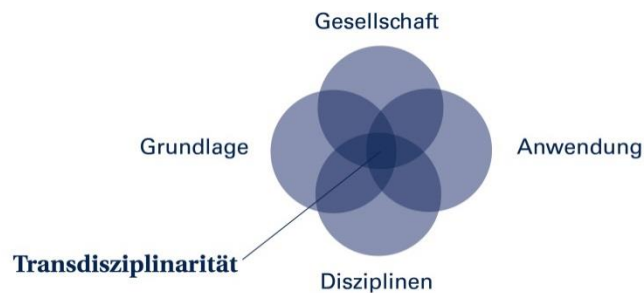 Gesellschaft
Grundlage
Anwendung
Transdisziplinarität
Disziplinen